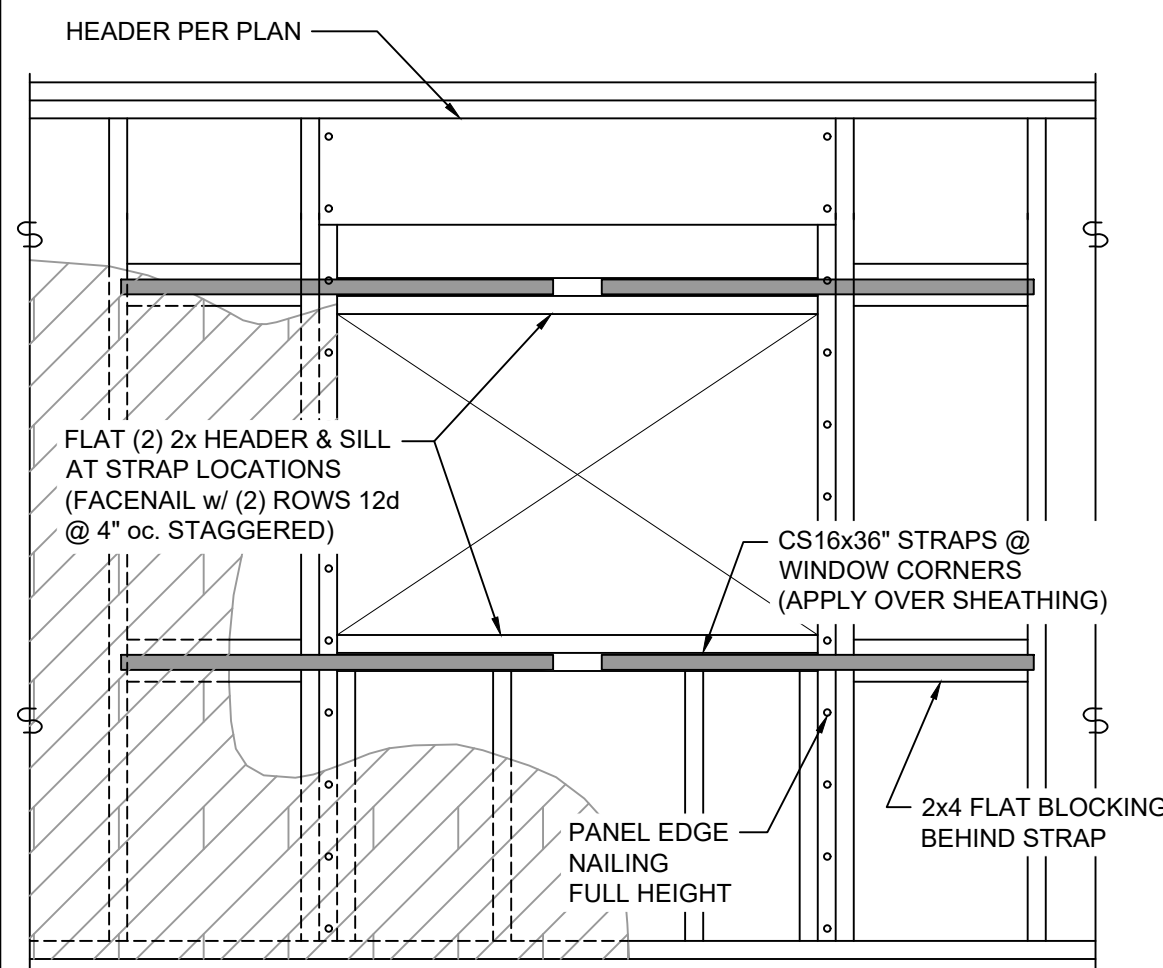 HEADER PER PLAN
FLAT (2) 2x HEADER & SILL
AT STRAP LOCATIONS
(FACENAIL w/ (2) ROWS 12d
@ 4" oc. STAGGERED)
CS16x36" STRAPS @
WINDOW CORNERS
(APPLY OVER SHEATHING)
PANEL EDGE
NAILING
FULL HEIGHT
2x4 FLAT BLOCKING
BEHIND STRAP